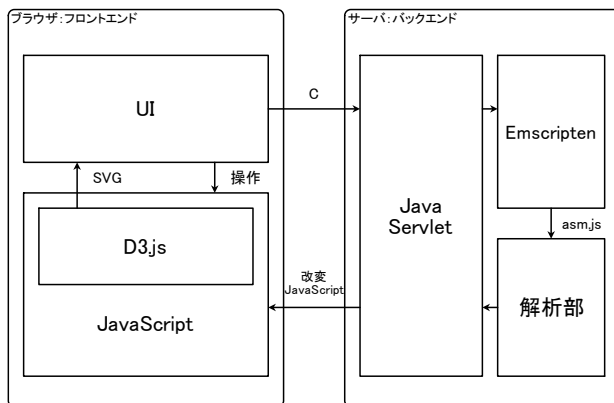 ブラウザ:フロントエンド
サーバ:バックエンド
UI
C
Java
Servlet
Emscripten
SVG
操作
asm.js
D3.js
JavaScript
改変
JavaScript
解析部